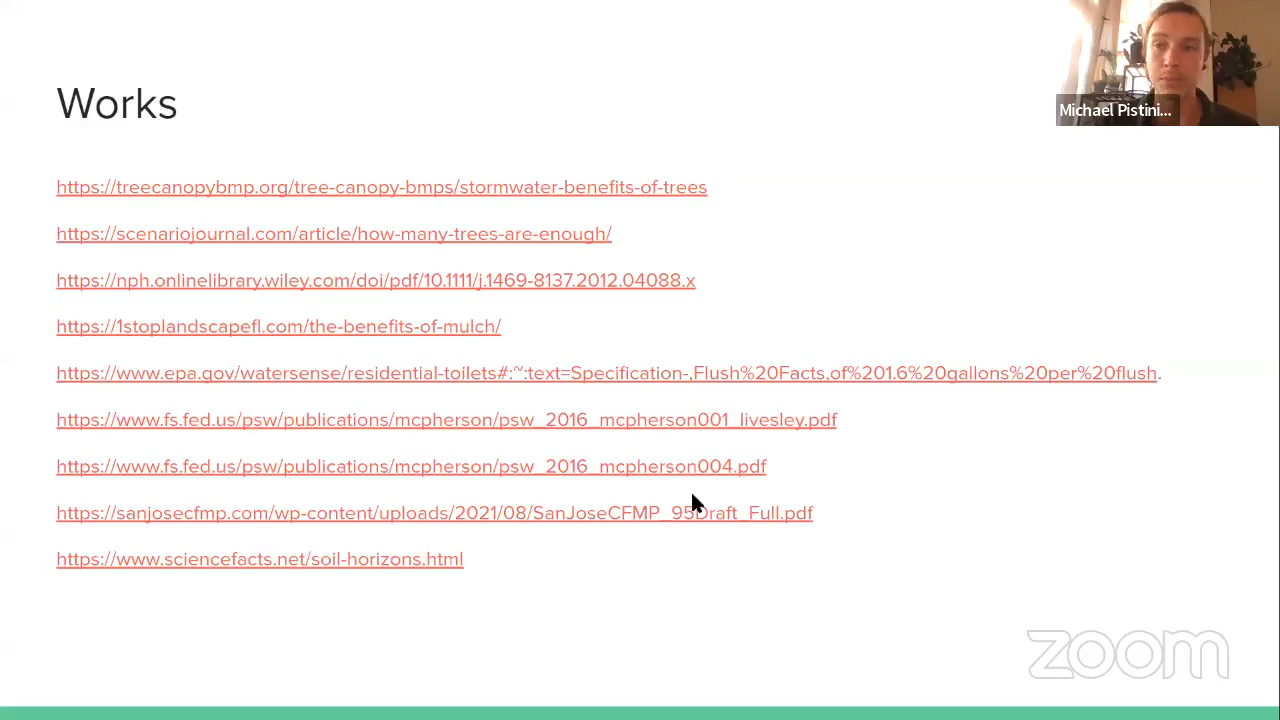 Works
Michael Pistini...
https://treecanopybmp.org/tree-canopy-bmps/stormwater-benefits-of-trees
https://scenariojournal.com/article/how-many-trees-are-enough/
https://nph.onlinelibrary.wiley.com/doi/pdf/10.1111/j.1469-8137.2012.04088.x
https://1stoplandscapefl.com/the-benefits-of-mulch/
https://www.epa.gov/watersense/residential-toilets#:~:text=Specification-,Flush%20Facts,of%201.6%20gallons%20per%20flush.
https://www.fs.fed.us/psw/publications/mcpherson/psw_2016_mcpherson001_livesley.pdf
https://www.fs.fed.us/psw/publications/mcpherson/psw_2016_mcpherson004.pdf
https://sanjosecfmp.com/wp-content/uploads/2021/08/SanJoseCFMP_95Draft_Full.pdf
https://www.sciencefacts.net/soil-horizons.html
zoom